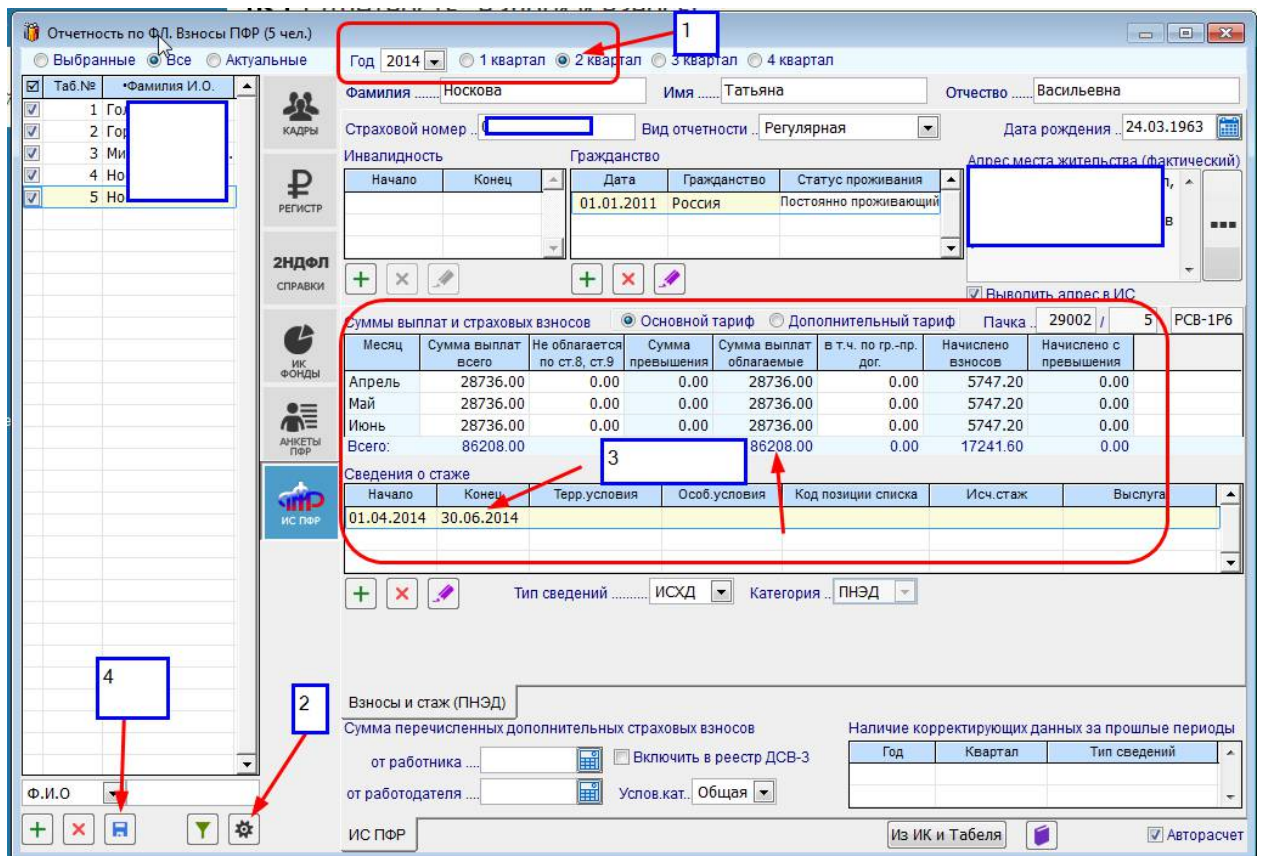 Отчетность по ФЛ. Взносы ПФР (5 чел.)
1
Выбранные Все Актуальные
Год 2014 1 квартал 2 квартал 3 квартал 4 квартал
Таб.№ •Фамилия И.О.
1 Гол
2 Гор
3 Ми
4 Но
5 Но
КАДРЫ
РЕГИСТР
2НДФЛ
СПРАВКИ
ИК
ФОНДЫ
АНКЕТЫ
ПФР
ИС ПФР
Фамилия ....... Носкова Имя ...... Татьяна Отчество ...... Васильевна
Страховой номер .. Вид отчетности .. Регулярная Дата рождения .. 24.03.1963
Инвалидность Гражданство Адрес места жительства (фактический)
Начало Конец Дата Гражданство Статус проживания
01.01.2011 Россия Постоянно проживающий
Выводить адрес в ИС
Суммы выплат и страховых взносов Основной тариф Дополнительный тариф Пачка .. 29002 / 5 РСВ-1Р6
Месяц Сумма выплат всего Не облагается по ст.8, ст.9 Сумма превышения Сумма выплат облагаемые в т.ч. по гр.-пр. дог. Начислено взносов Начислено с превышения
Апрель 28736.00 0.00 0.00 28736.00 0.00 5747.20 0.00
Май 28736.00 0.00 0.00 28736.00 0.00 5747.20 0.00
Июнь 28736.00 0.00 0.00 28736.00 0.00 5747.20 0.00
Всего: 86208.00 86208.00 0.00 17241.60 0.00
3
Сведения о стаже
Начало Конец Терр.условия Особ.условия Код позиции списка Исч.стаж Выслуга
01.04.2014 30.06.2014
Тип сведений .......... ИСХД Категория .. ПНЭД
4
2
Взносы и стаж (ПНЭД)
Сумма перечисленных дополнительных страховых взносов Наличие корректирующих данных за прошлые периоды
от работника .... Включить в реестр ДСВ-3 Год Квартал Тип сведений
от работодателя .... Услов.кат.. Общая
Ф.И.О
ИС ПФР Из ИК и Табеля Авторасчет